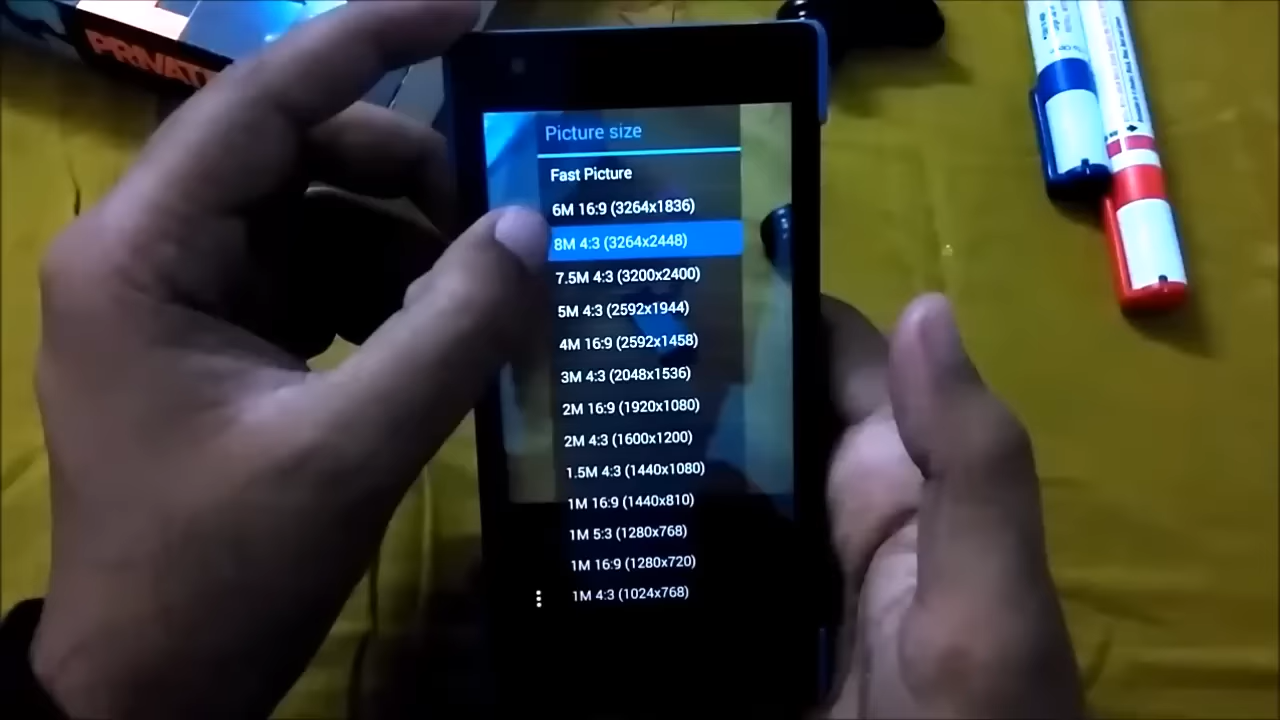 PRIVAT
Picture size
Fast Picture
6M 16:9 (3264x1836)
8M 4:3 (3264x2448)
7.5M 4:3 (3200x2400)
5M 4:3 (2592x1944)
4M 16:9 (2592x1458)
3M 4:3 (2048x1536)
2M 16:9 (1920x1080)
2M 4:3 (1600x1200)
1.5M 4:3 (1440x1080)
1M 16:9 (1440x810)
1M 5:3 (1280x768)
1M 16:9 (1280x720)
1M 4:3 (1024x768)